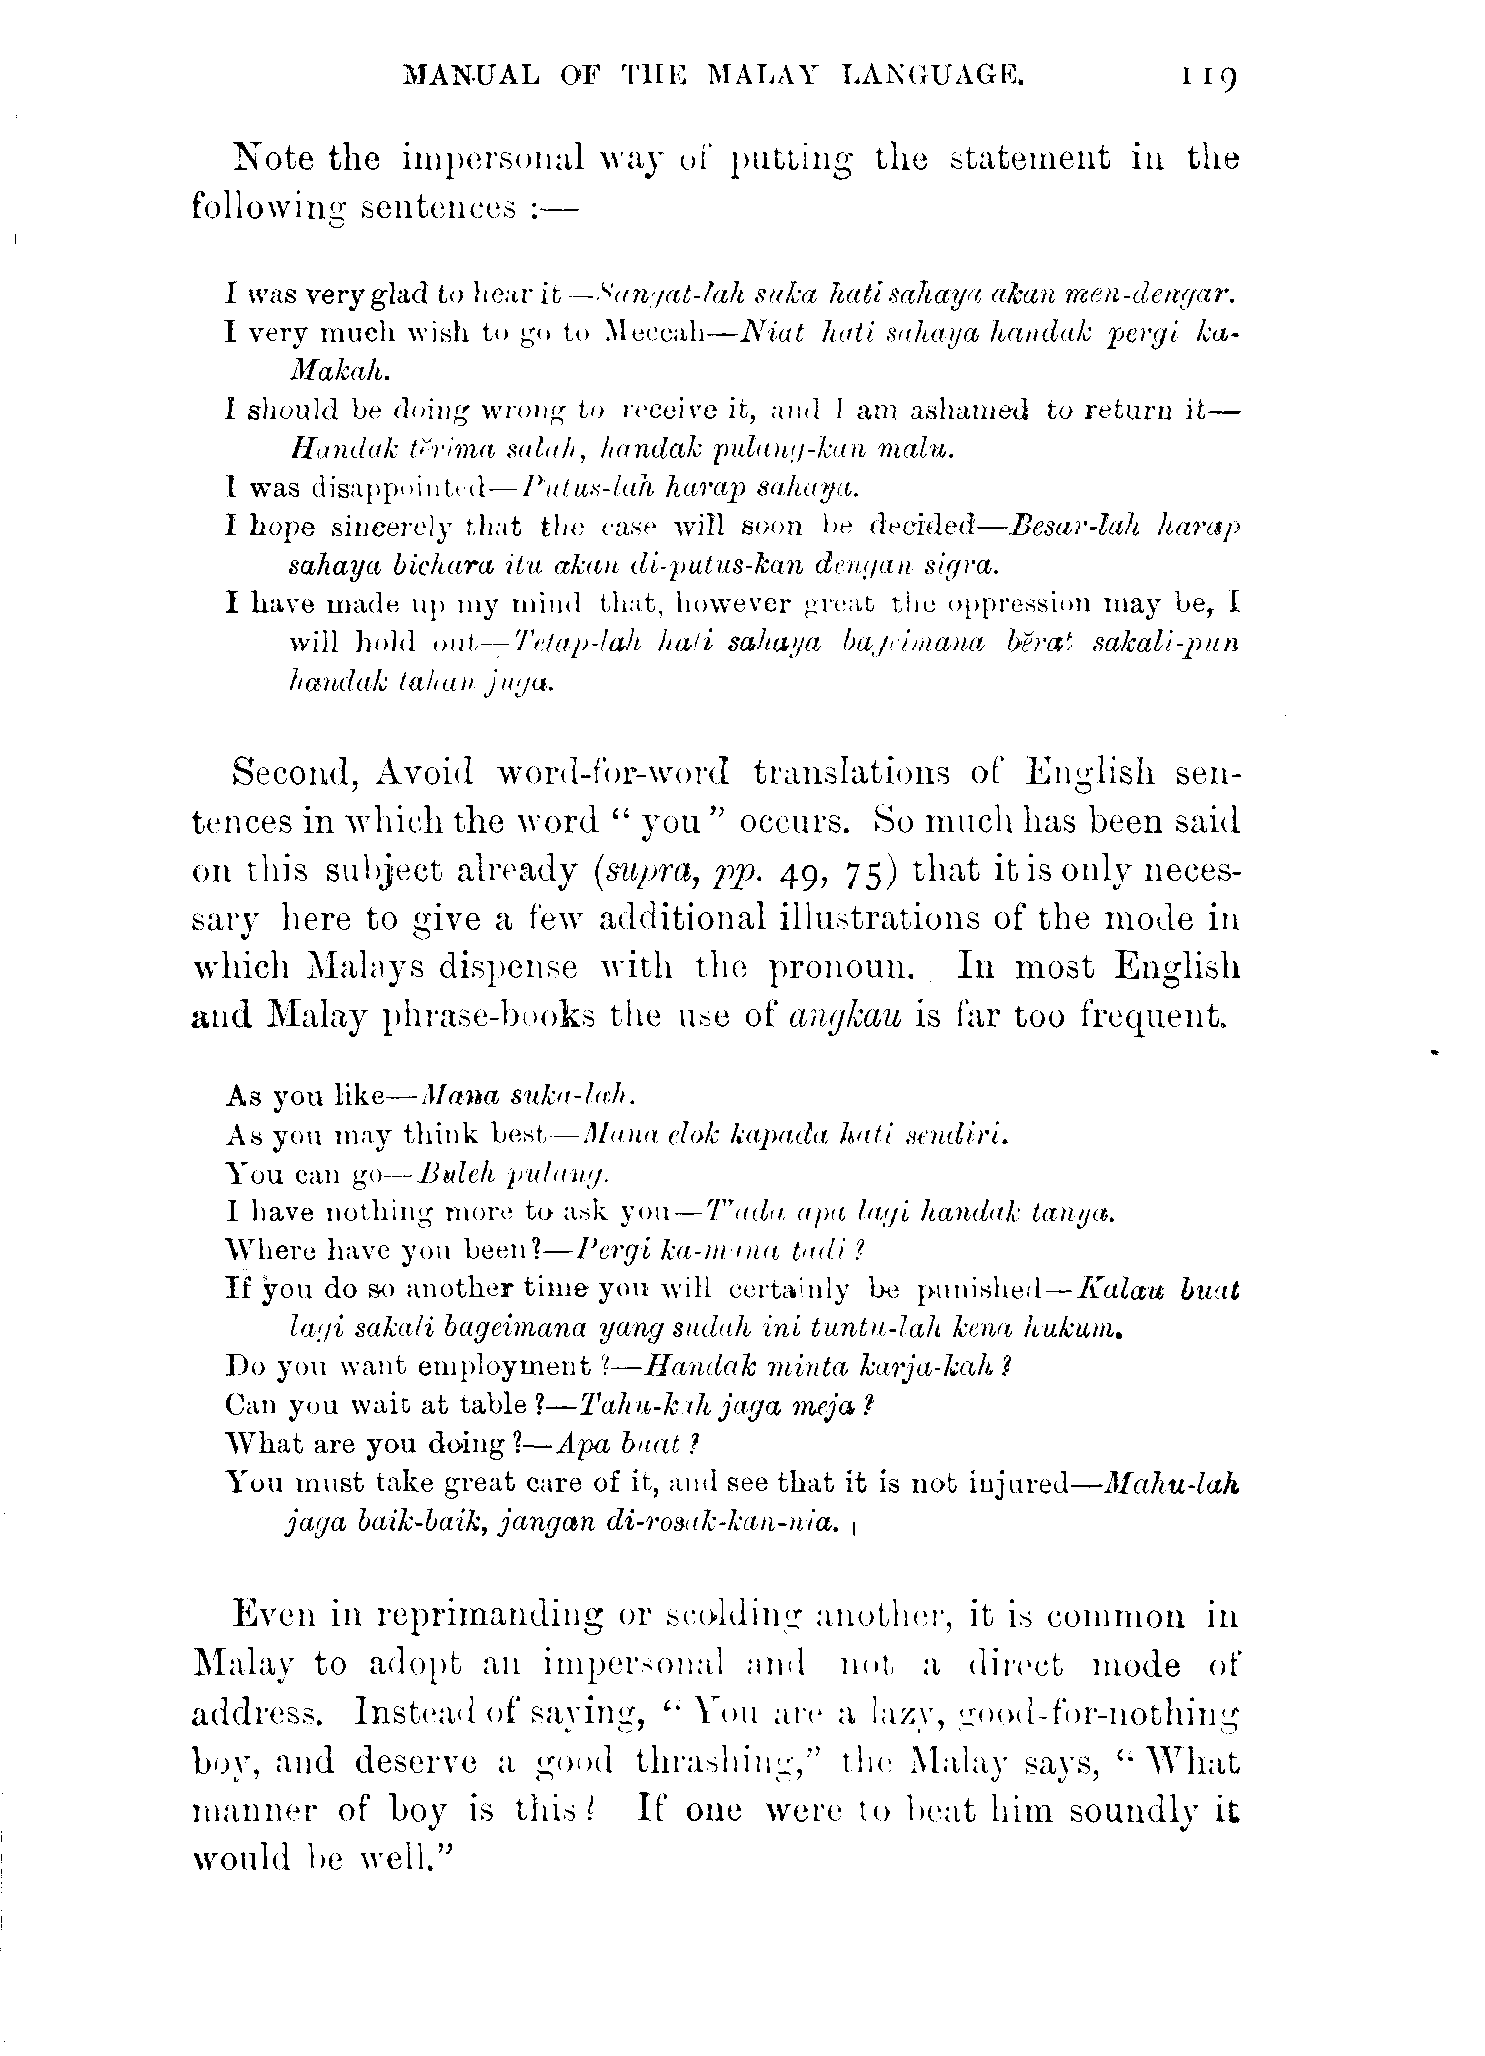 MANUAL OF THE MALAY LANGUAGE. 119
Note the impersonal way of putting the statement in the
following sentences :—
I was very glad to hear it—Sangat-lah suka hati sahaya akan men-dengar.
I very much wish to go to Meccah—Niat hati sahaya handak pergi ka-
Makah.
I should be doing wrong to receive it, and I am ashamed to return it—
Handak tĕrima salah, handak pulang-kan malu.
I was disappointed—Putus-lah harap sahaya.
I hope sincerely that the case will soon be decided—Besar-lah harap
sahaya bichara itu akan di-putus-kan dengan sigra.
I have made up my mind that, however great the oppression may be, I
will hold out—Tetap-lah hati sahaya bageimana bĕrat sakali-pun
handak tahan juga.
Second, Avoid word-for-word translations of English sen-
tences in which the word “ you ” occurs. So much has been said
on this subject already (supra, pp. 49, 75) that it is only neces-
sary here to give a few additional illustrations of the mode in
which Malays dispense with the pronoun. In most English
and Malay phrase-books the use of angkau is far too frequent.
As you like—Mana suka-lah.
As you may think best—Mana elok kapada hati sendiri.
You can go—Buleh pulang.
I have nothing more to ask you—T'ada apa lagi handak tanya.
Where have you been?—Pergi ka-mana tadi ?
If you do so another time you will certainly be punished—Kalau buat
lagi sakali bageimana yang sudah ini tuntu-lah kena hukum.
Do you want employment ?—Handak minta karja-kah ?
Can you wait at table ?—Tahu-kah jaga meja ?
What are you doing ?—Apa buat ?
You must take great care of it, and see that it is not injured—Mahu-lah
jaga baik-baik, jangan di-rosak-kan-nia.
Even in reprimanding or scolding another, it is common in
Malay to adopt an impersonal and not a direct mode of
address. Instead of saying, “ You are a lazy, good-for-nothing
boy, and deserve a good thrashing,” the Malay says, “ What
manner of boy is this ! If one were to beat him soundly it
would be well.”